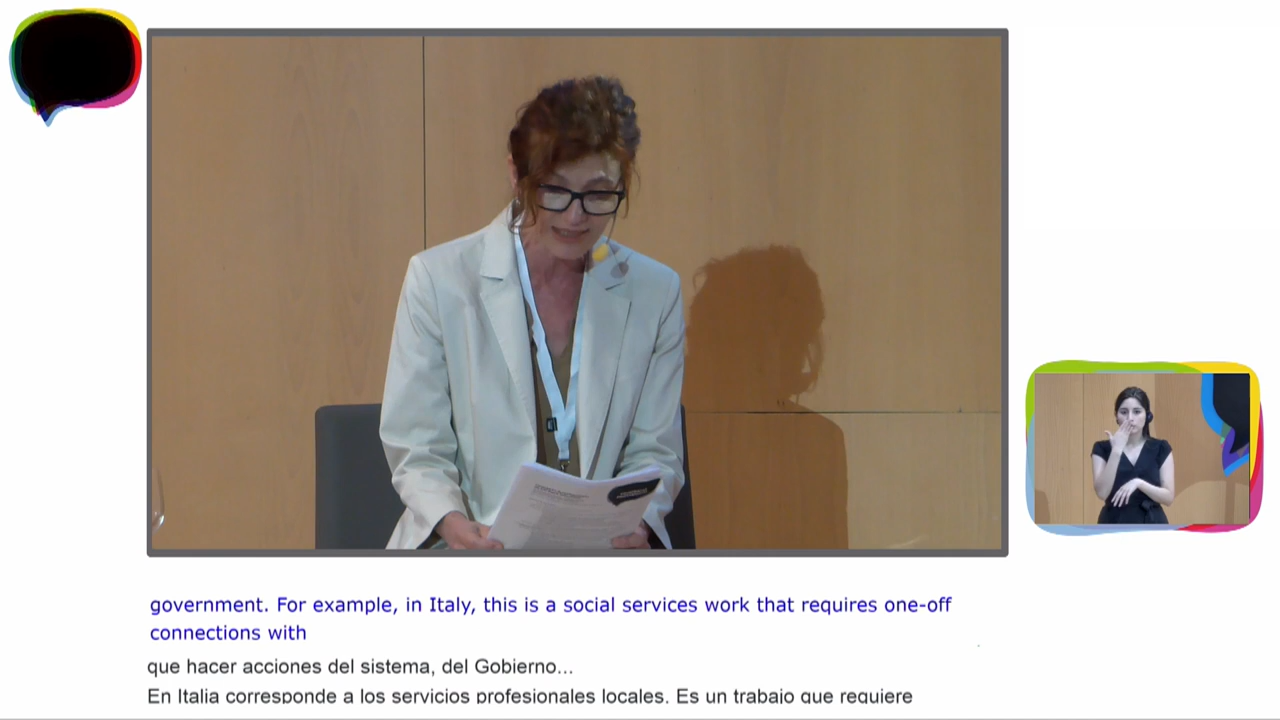 government. For example, in Italy, this is a social services work that requires one-off
connections with
que hacer acciones del sistema, del Gobierno...
En Italia corresponde a los servicios profesionales locales. Es un trabajo que requiere